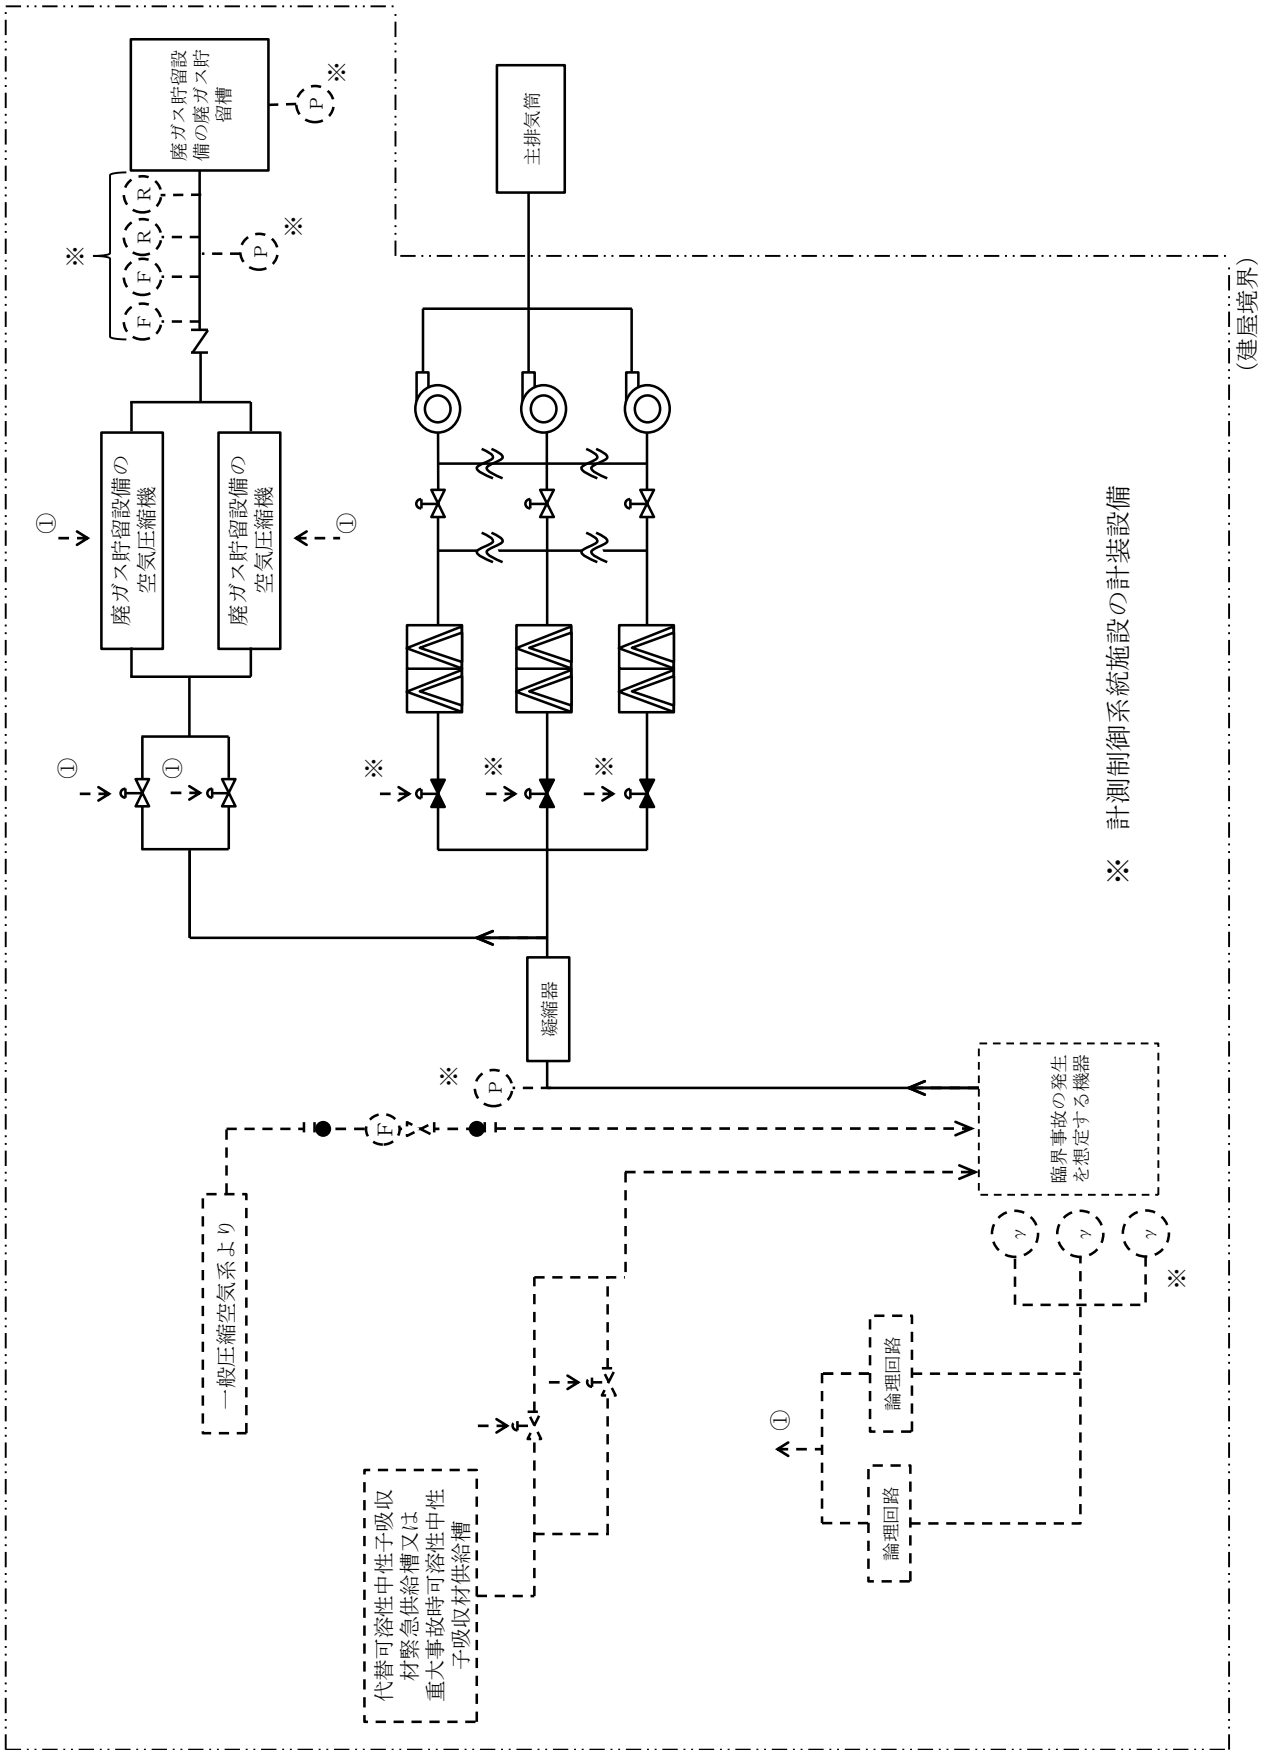 代替可溶性中性子吸収
材緊急供給槽又は
重大事故時可溶性中性
子吸収材供給槽
一般圧縮空気系より
F
論理回路
論理回路
①
γ
γ
γ
※
臨界事故の発生
を想定する機器
P
※
凝縮器
①
①
※
※
※
廃ガス貯留設備の
空気圧縮機
①
廃ガス貯留設備の
空気圧縮機
①
F
F
R
R
※
P
※
廃ガス貯留設
備の廃ガス貯
留槽
P
※
主排気筒
※ 計測制御系統施設の計装設備
(建屋境界)